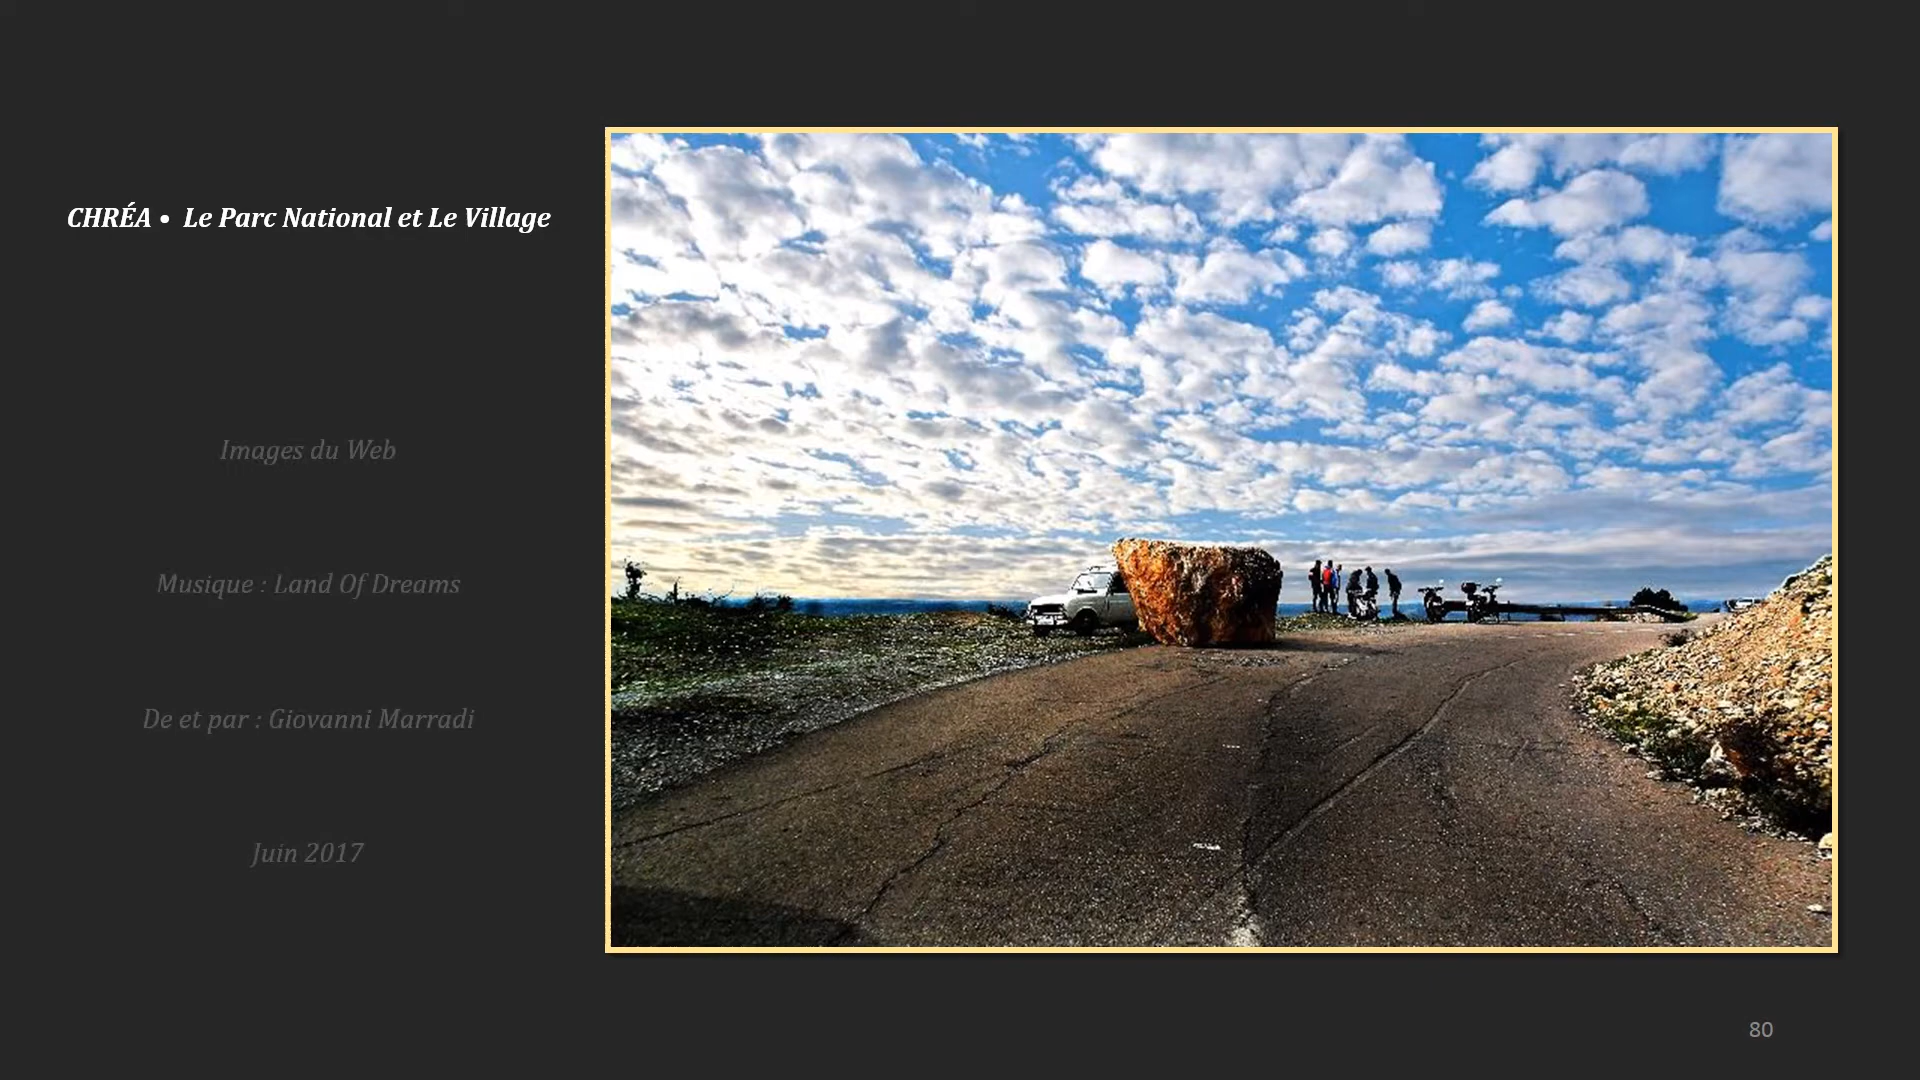 CHRÉA • Le Parc National et Le Village
Images du Web
Musique : Land Of Dreams
De et par : Giovanni Marradi
Juin 2017
80